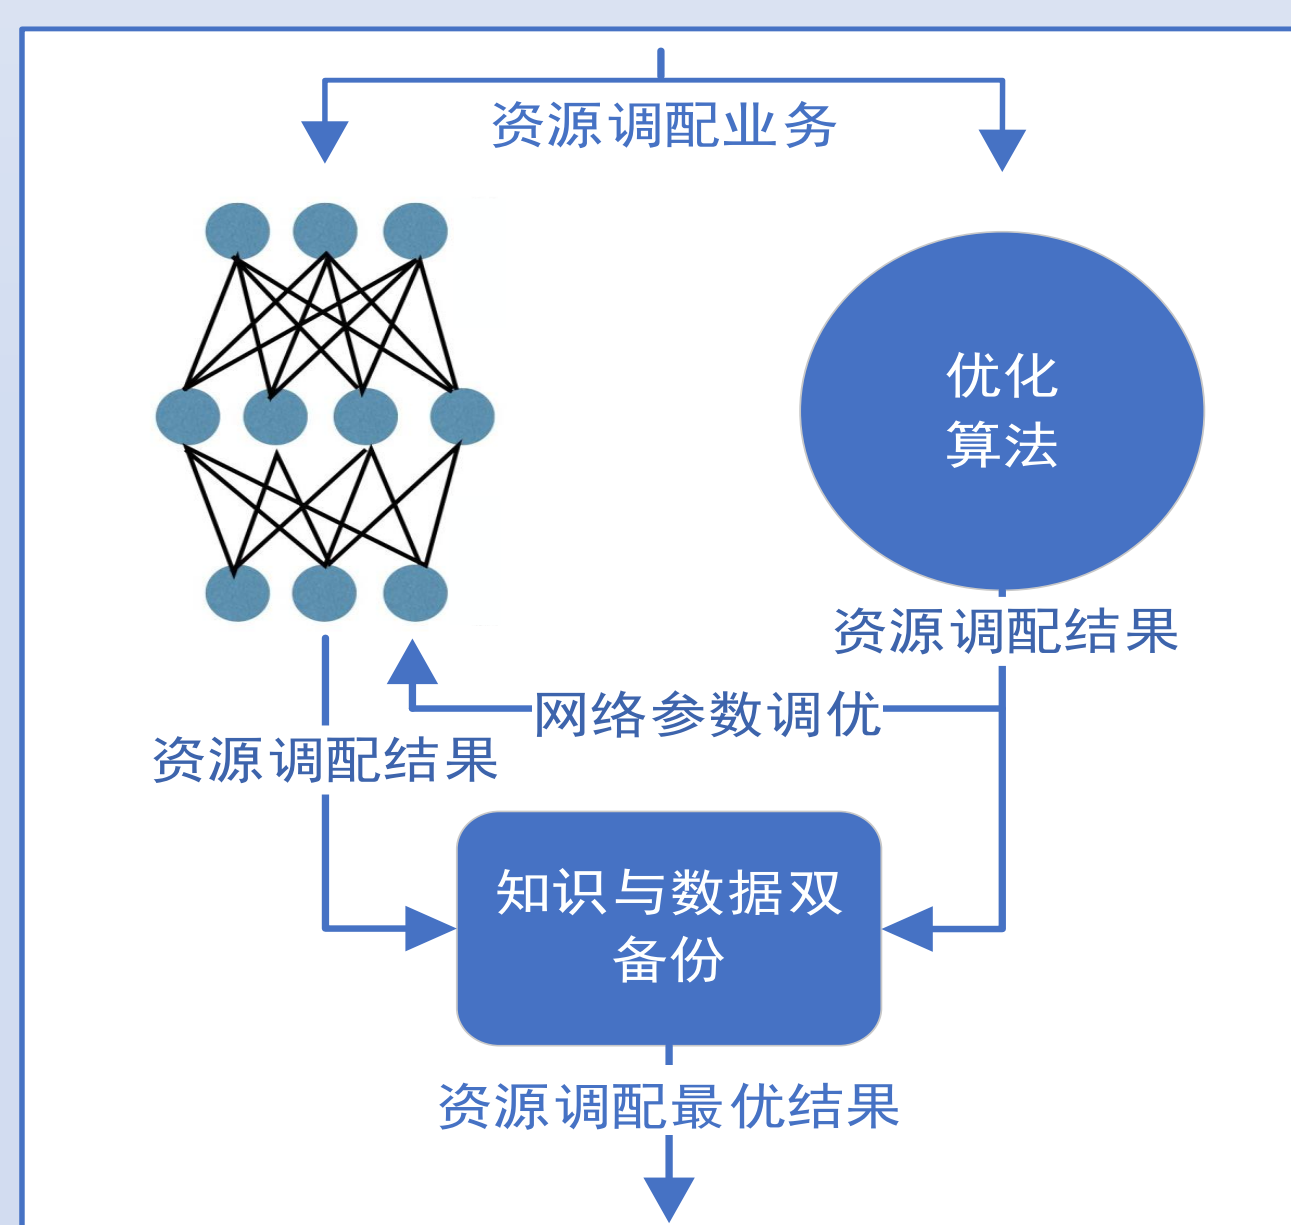 资源调配业务
优化
算法
资源调配结果
网络参数调优
资源调配结果
知识与数据双
备份
资源调配最优结果